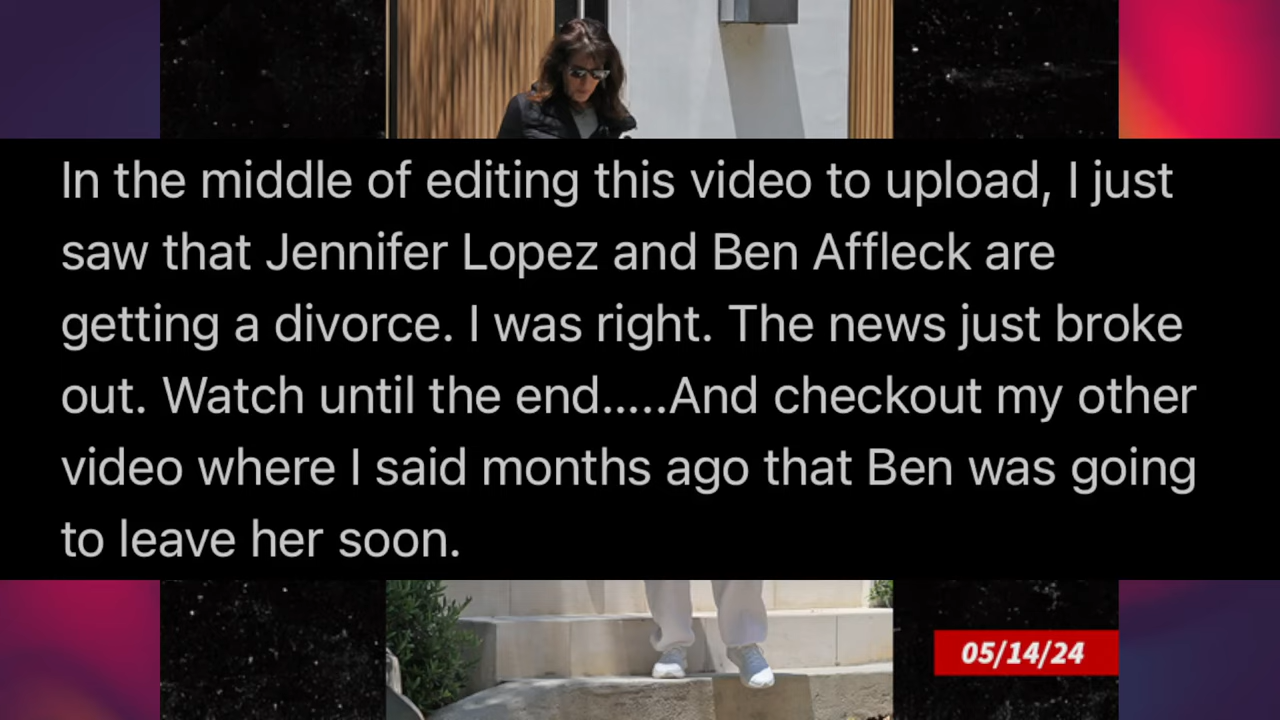 In the middle of editing this video to upload, I just
saw that Jennifer Lopez and Ben Affleck are
getting a divorce. I was right. The news just broke
out. Watch until the end.....And checkout my other
video where I said months ago that Ben was going
to leave her soon.
05/14/24